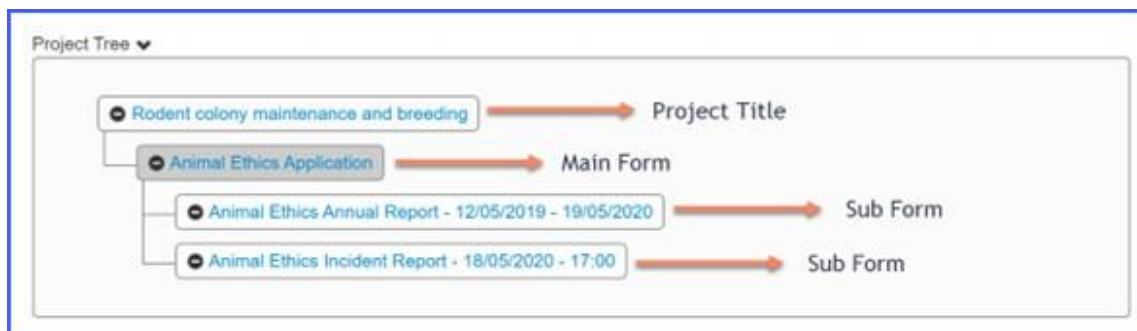 Project Tree
Rodent colony maintenance and breeding Project Title
Animal Ethics Application Main Form
Animal Ethics Annual Report - 12/05/2019 - 19/05/2020 Sub Form
Animal Ethics Incident Report - 18/05/2020 - 17:00 Sub Form